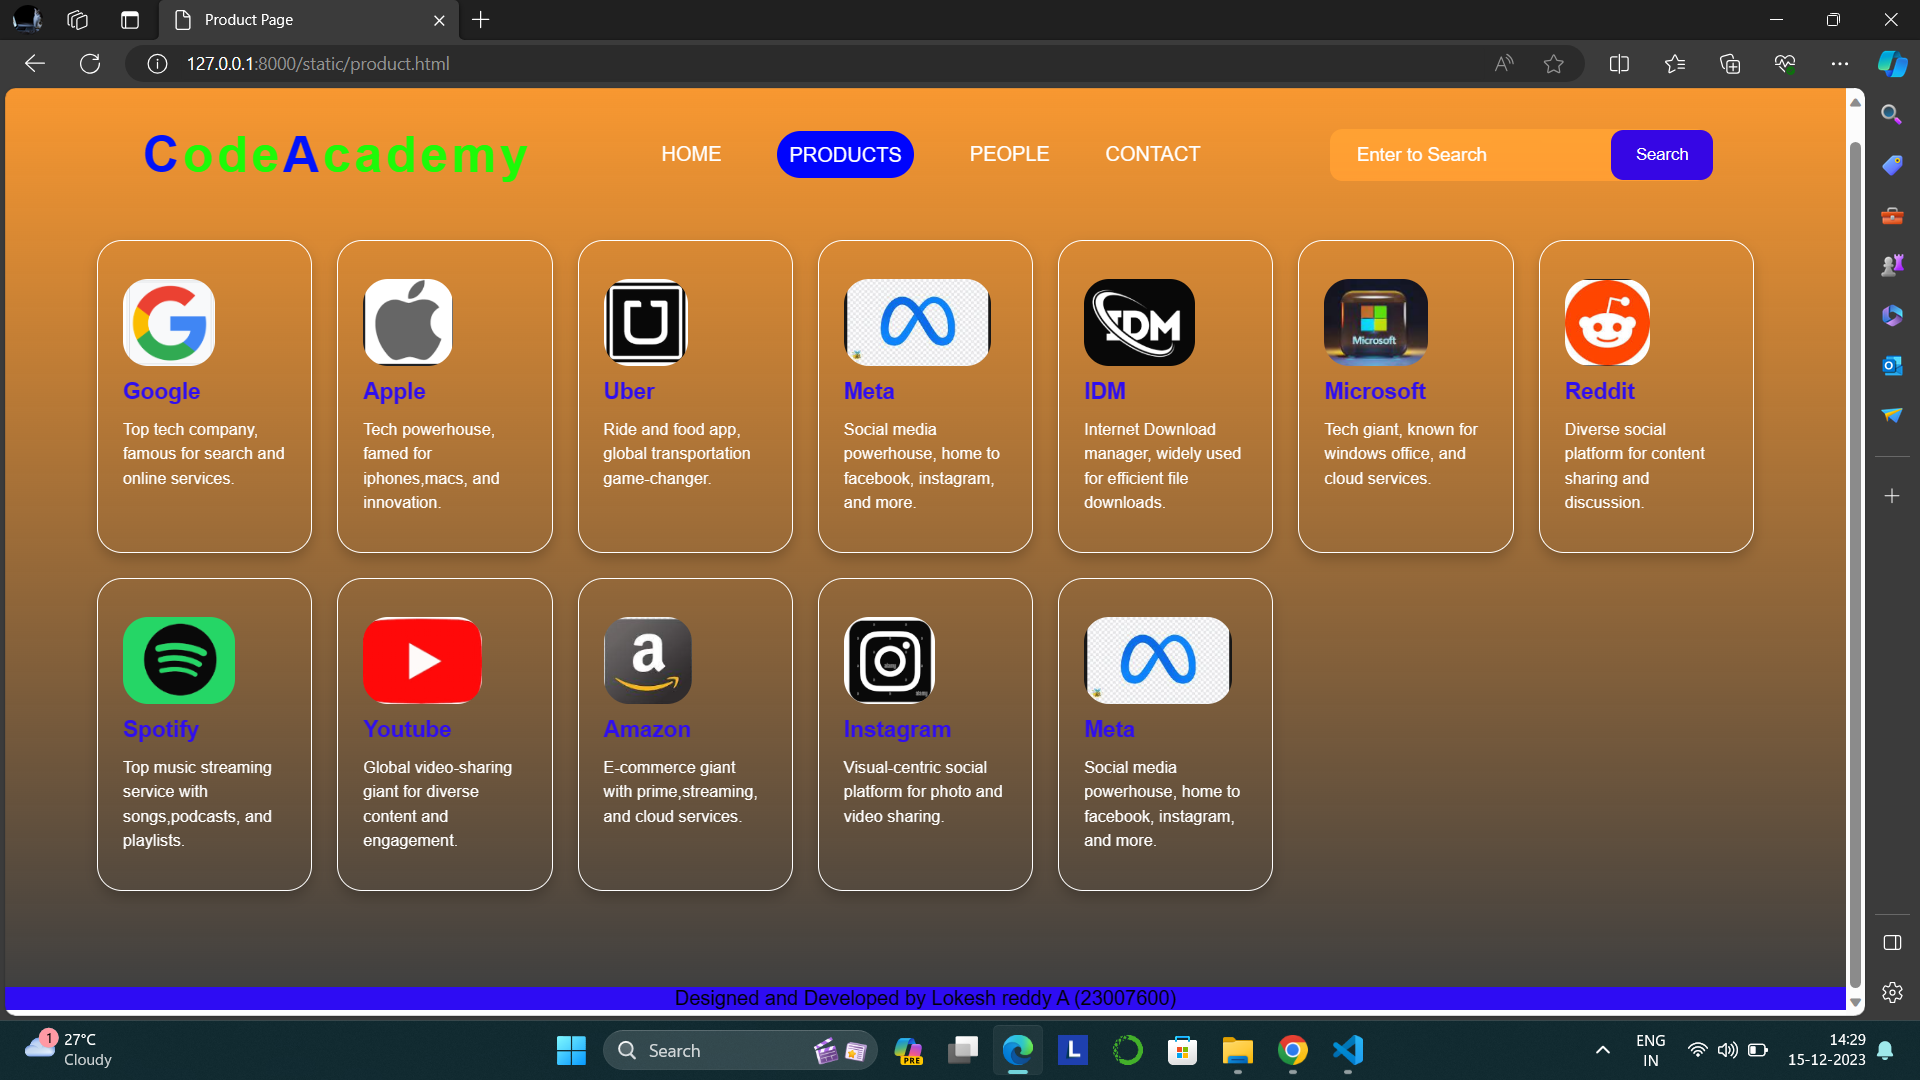 Product Page
127.0.0.1:8000/static/product.html
CodeAcademy
HOME
PRODUCTS
PEOPLE
CONTACT
Enter to Search
Search
IDM
Microsoft
Google
Top tech company,
famous for search and
online services.
Apple
Tech powerhouse,
famed for
iphones,macs, and
innovation.
Uber
Ride and food app,
global transportation
game-changer.
Meta
Social media
powerhouse, home to
facebook, instagram,
and more.
IDM
Internet Download
manager, widely used
for efficient file
downloads.
Microsoft
Tech giant, known for
windows office, and
cloud services.
Reddit
Diverse social
platform for content
sharing and
discussion.
a
Spotify
Top music streaming
service with
songs,podcasts, and
playlists.
Youtube
Global video-sharing
giant for diverse
content and
engagement.
Amazon
E-commerce giant
with prime,streaming,
and cloud services.
Instagram
Visual-centric social
platform for photo and
video sharing.
Meta
Social media
powerhouse, home to
facebook, instagram,
and more.
Designed and Developed by Lokesh reddy A (23007600)
1
27°C
Cloudy
Search
PRE
L
ENG
IN
14:29
15-12-2023